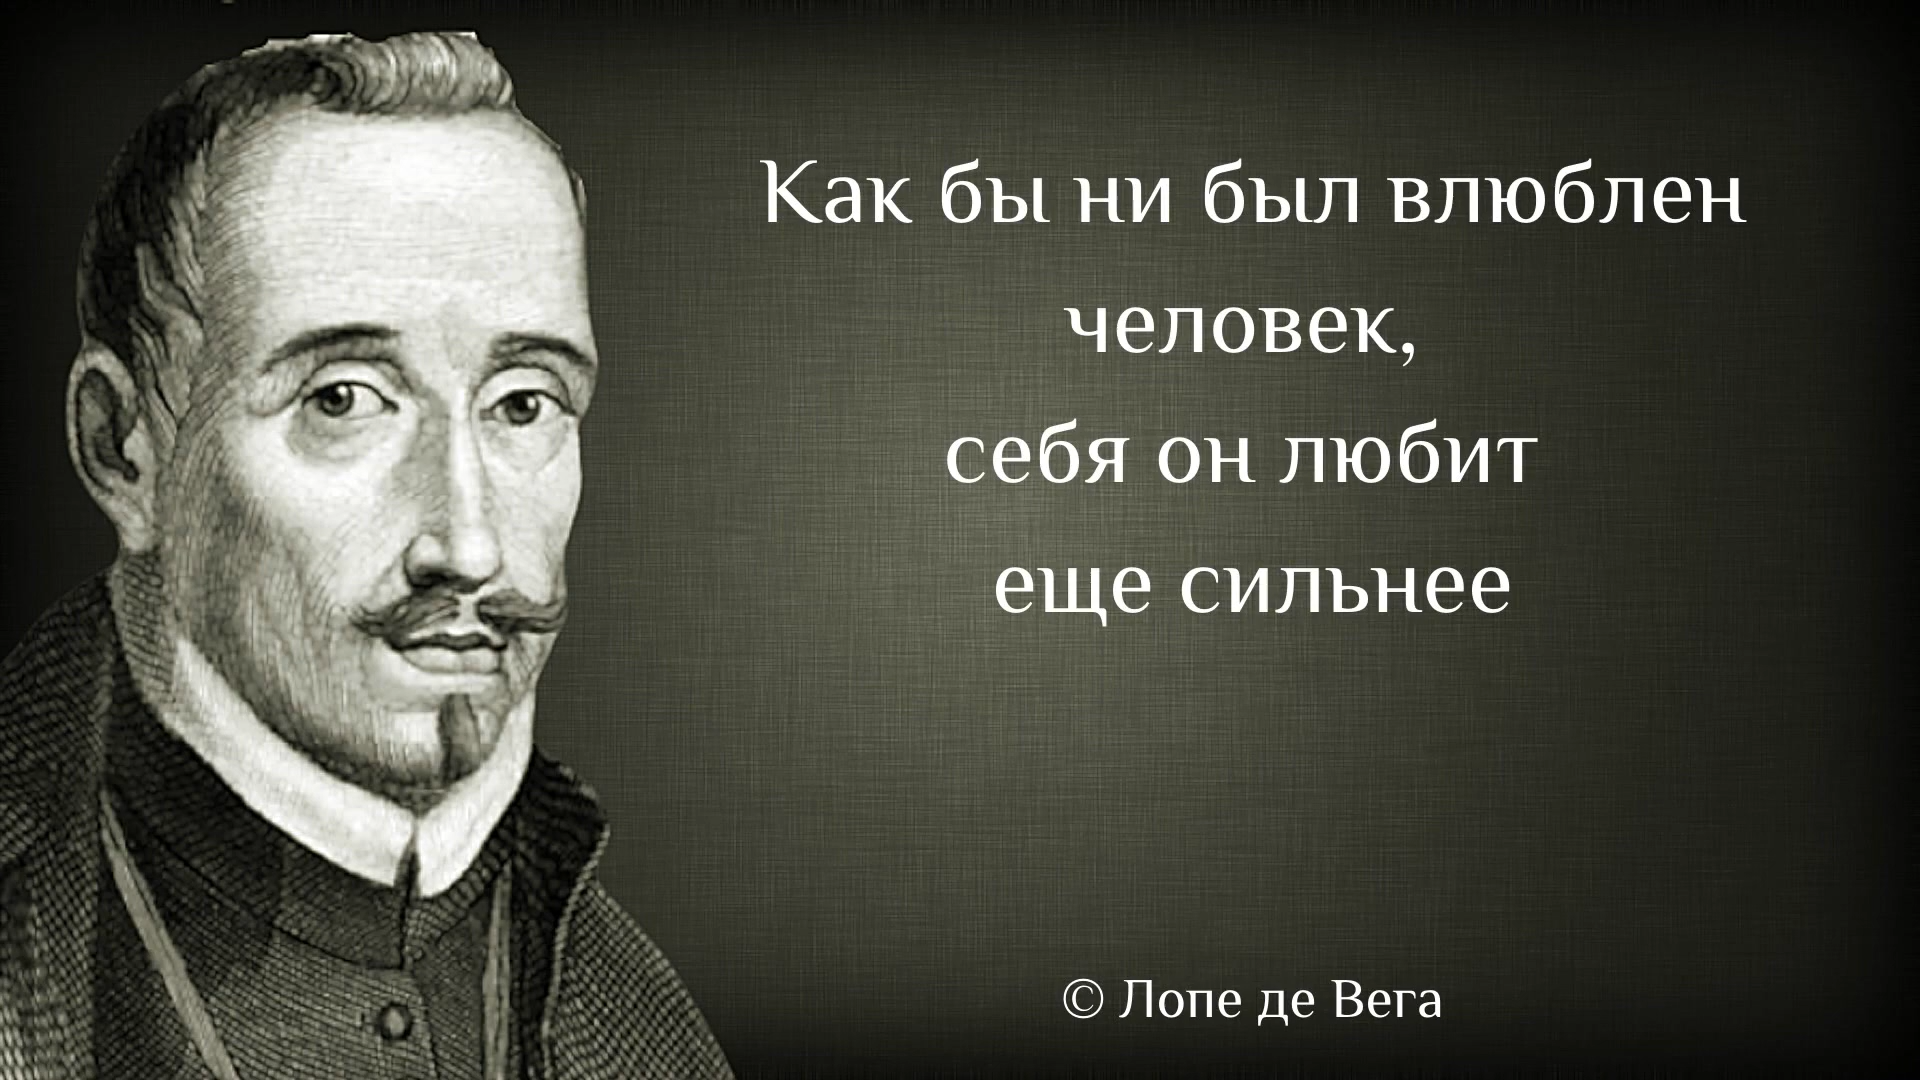 Как бы ни был влюблен
человек,
себя он любит
еще сильнее
© Лопе де Вега